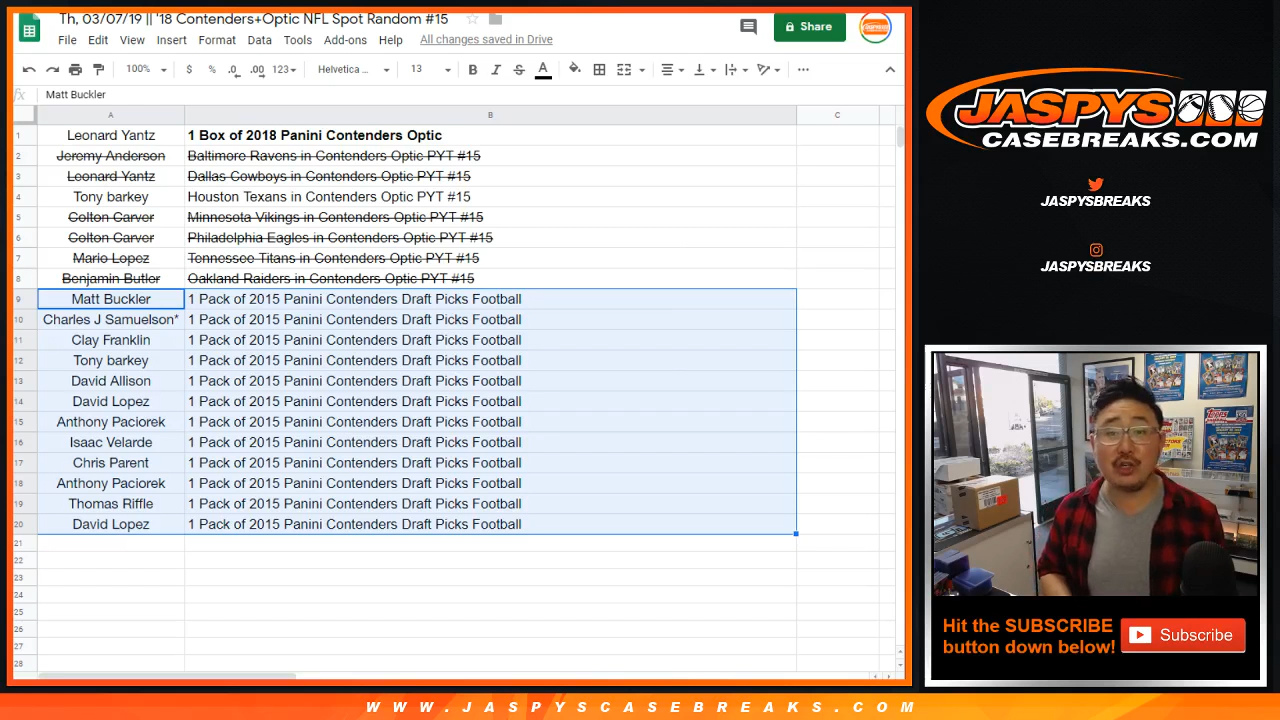 Th, 03/07/19 || '18 Contenders+Optic NFL Spot Random #15
File Edit View Insert Format Data Tools Add-ons Help All changes saved in Drive
Share
100% $ % .0 .00 123 Helvetica ... 13 B I S A
fx Matt Buckler
A B C
1 Leonard Yantz 1 Box of 2018 Panini Contenders Optic
2 Jeremy Anderson Baltimore Ravens in Contenders Optic PYT #15
3 Leonard Yantz Dallas Cowboys in Contenders Optic PYT #15
4 Tony barkey Houston Texans in Contenders Optic PYT #15
5 Colton Carver Minnesota Vikings in Contenders Optic PYT #15
6 Colton Carver Philadelphia Eagles in Contenders Optic PYT #15
7 Mario Lopez Tennessee Titans in Contenders Optic PYT #15
8 Benjamin Butler Oakland Raiders in Contenders Optic PYT #15
9 Matt Buckler 1 Pack of 2015 Panini Contenders Draft Picks Football
10 Charles J Samuelson* 1 Pack of 2015 Panini Contenders Draft Picks Football
11 Clay Franklin 1 Pack of 2015 Panini Contenders Draft Picks Football
12 Tony barkey 1 Pack of 2015 Panini Contenders Draft Picks Football
13 David Allison 1 Pack of 2015 Panini Contenders Draft Picks Football
14 David Lopez 1 Pack of 2015 Panini Contenders Draft Picks Football
15 Anthony Paciorek 1 Pack of 2015 Panini Contenders Draft Picks Football
16 Isaac Velarde 1 Pack of 2015 Panini Contenders Draft Picks Football
17 Chris Parent 1 Pack of 2015 Panini Contenders Draft Picks Football
18 Anthony Paciorek 1 Pack of 2015 Panini Contenders Draft Picks Football
19 Thomas Riffle 1 Pack of 2015 Panini Contenders Draft Picks Football
20 David Lopez 1 Pack of 2015 Panini Contenders Draft Picks Football
21
22
23
24
25
26
27
28
JASPYS
CASEBREAKS.COM
JASPYSBREAKS
JASPYSBREAKS
Topps
Hit the SUBSCRIBE
button down below!
Subscribe
WWW.JASPYSCASEBREAKS.COM